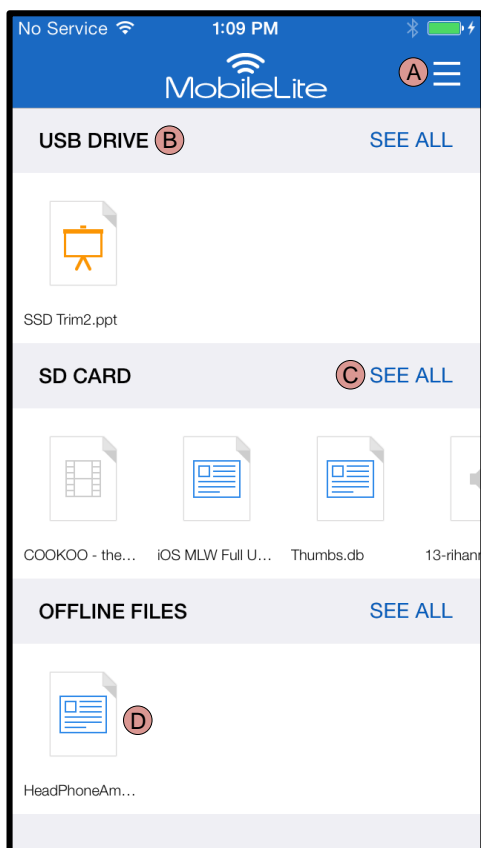 No Service 1:09 PM
MobileLite A
USB DRIVE B SEE ALL
SSD Trim2.ppt
SD CARD C SEE ALL
COOKOO - the... iOS MLW Full U... Thumbs.db 13-rihann
OFFLINE FILES SEE ALL
D
HeadPhoneAm...